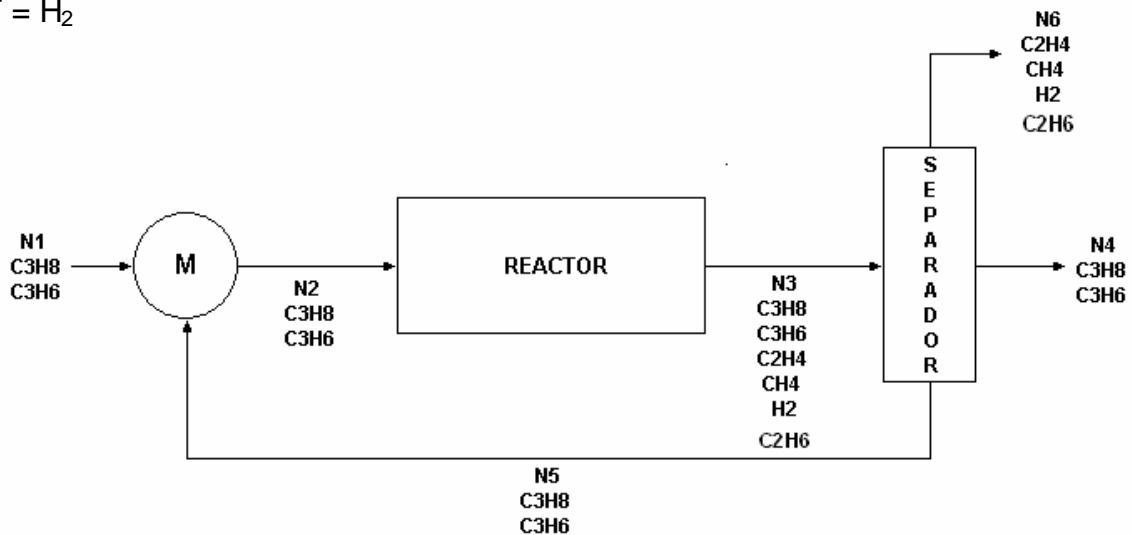 = H₂
N6
C2H4
CH4
H2
C2H6
N1
C3H8
C3H6
M
N2
C3H8
C3H6
REACTOR
N3
C3H8
C3H6
C2H4
CH4
H2
C2H6
S
E
P
A
R
A
D
O
R
N4
C3H8
C3H6
N5
C3H8
C3H6